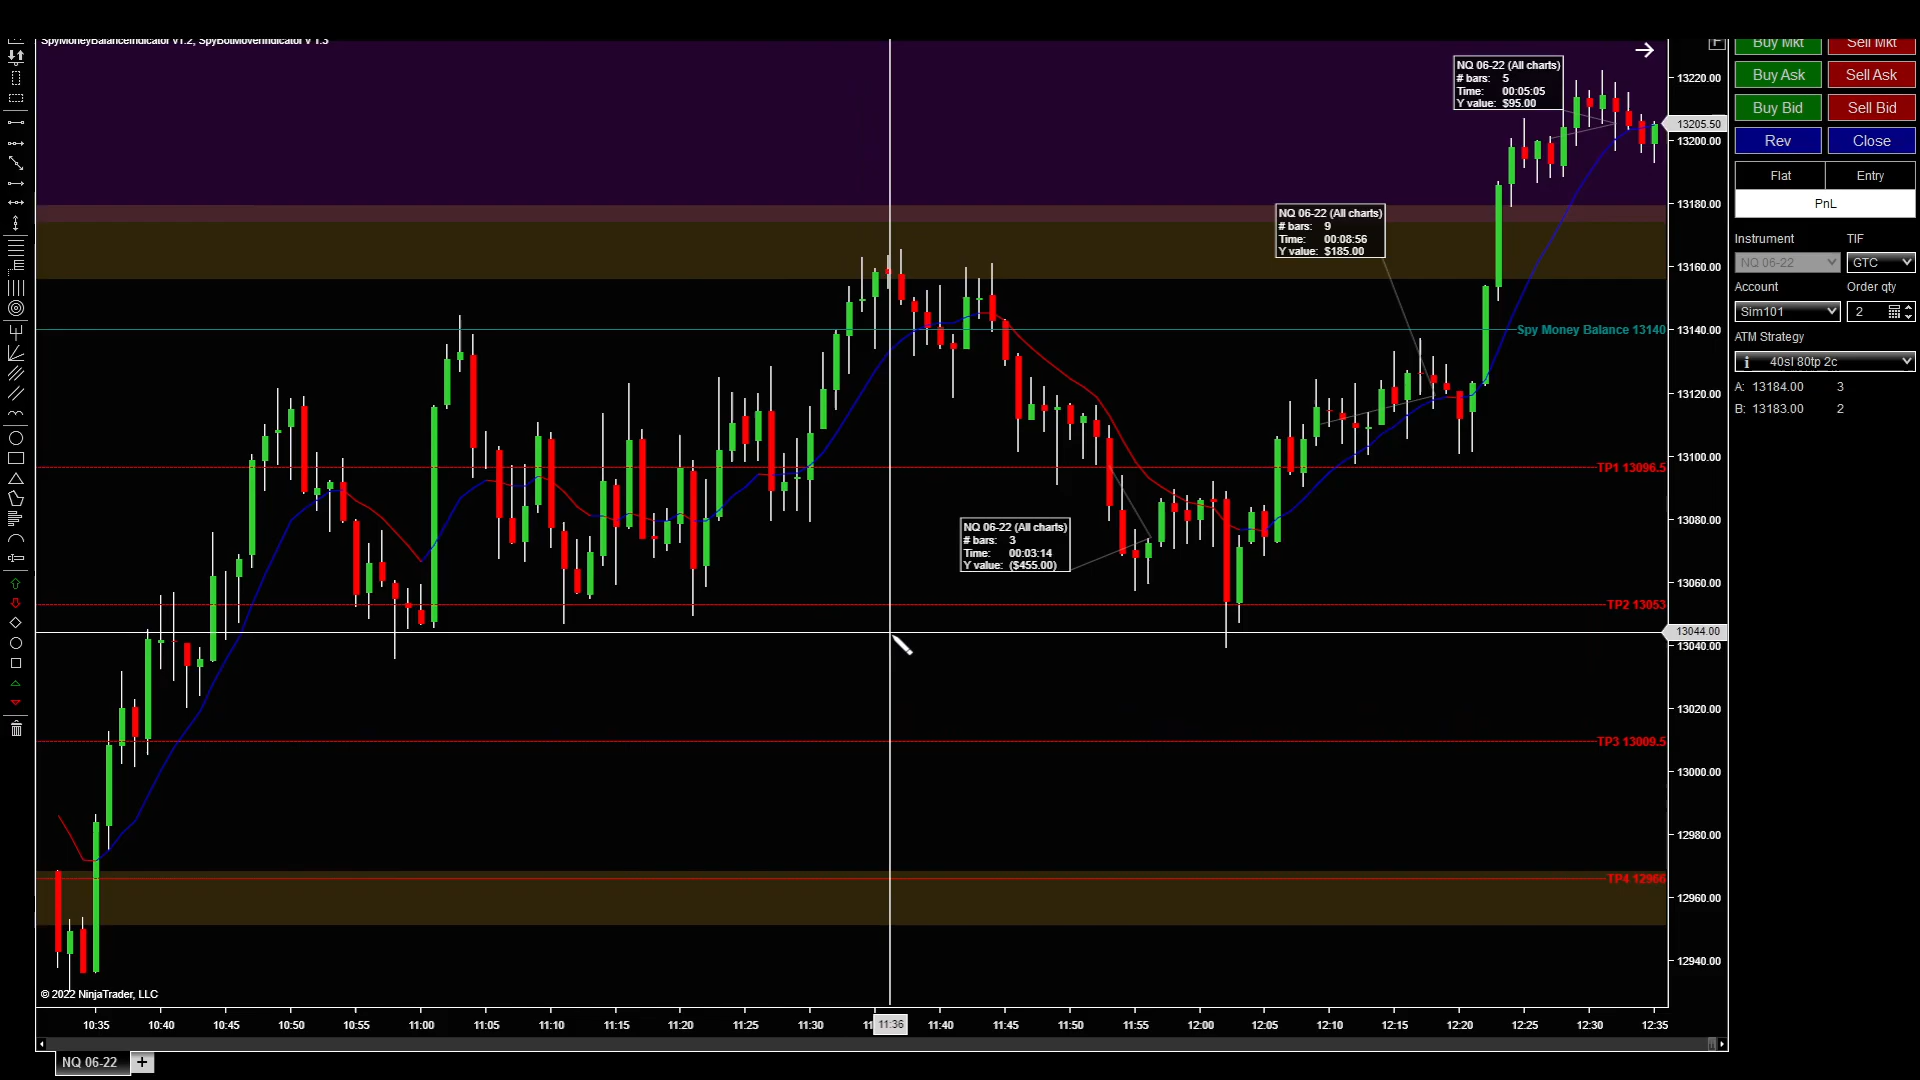 SpyMoneyBalanceIndicator v1.2, SpyBotMoverIndicator v 1.3
F
NQ 06-22 (All charts)
# bars: 5
Time: 00:05:05
Y value: $95.00
NQ 06-22 (All charts)
# bars: 9
Time: 00:08:56
Y value: $185.00
Spy Money Balance 13140
TP1 13096.5
NQ 06-22 (All charts)
# bars: 3
Time: 00:03:14
Y value: ($455.00)
TP2 13053
TP3 13009.5
TP4 12966
© 2022 NinjaTrader, LLC
13220.00
13205.50
13200.00
13180.00
13160.00
13140.00
13120.00
13100.00
13080.00
13060.00
13044.00
13040.00
13020.00
13000.00
12980.00
12960.00
12940.00
10:35 10:40 10:45 10:50 10:55 11:00 11:05 11:10 11:15 11:20 11:25 11:30 11:36 11:40 11:45 11:50 11:55 12:00 12:05 12:10 12:15 12:20 12:25 12:30 12:35
NQ 06-22 +
Buy Mkt Sell Mkt
Buy Ask Sell Ask
Buy Bid Sell Bid
Rev Close
Flat Entry
PnL
Instrument TIF
NQ 06-22 GTC
Account Order qty
Sim101 2
ATM Strategy
i 40sl 80tp 2c
A: 13184.00 3
B: 13183.00 2